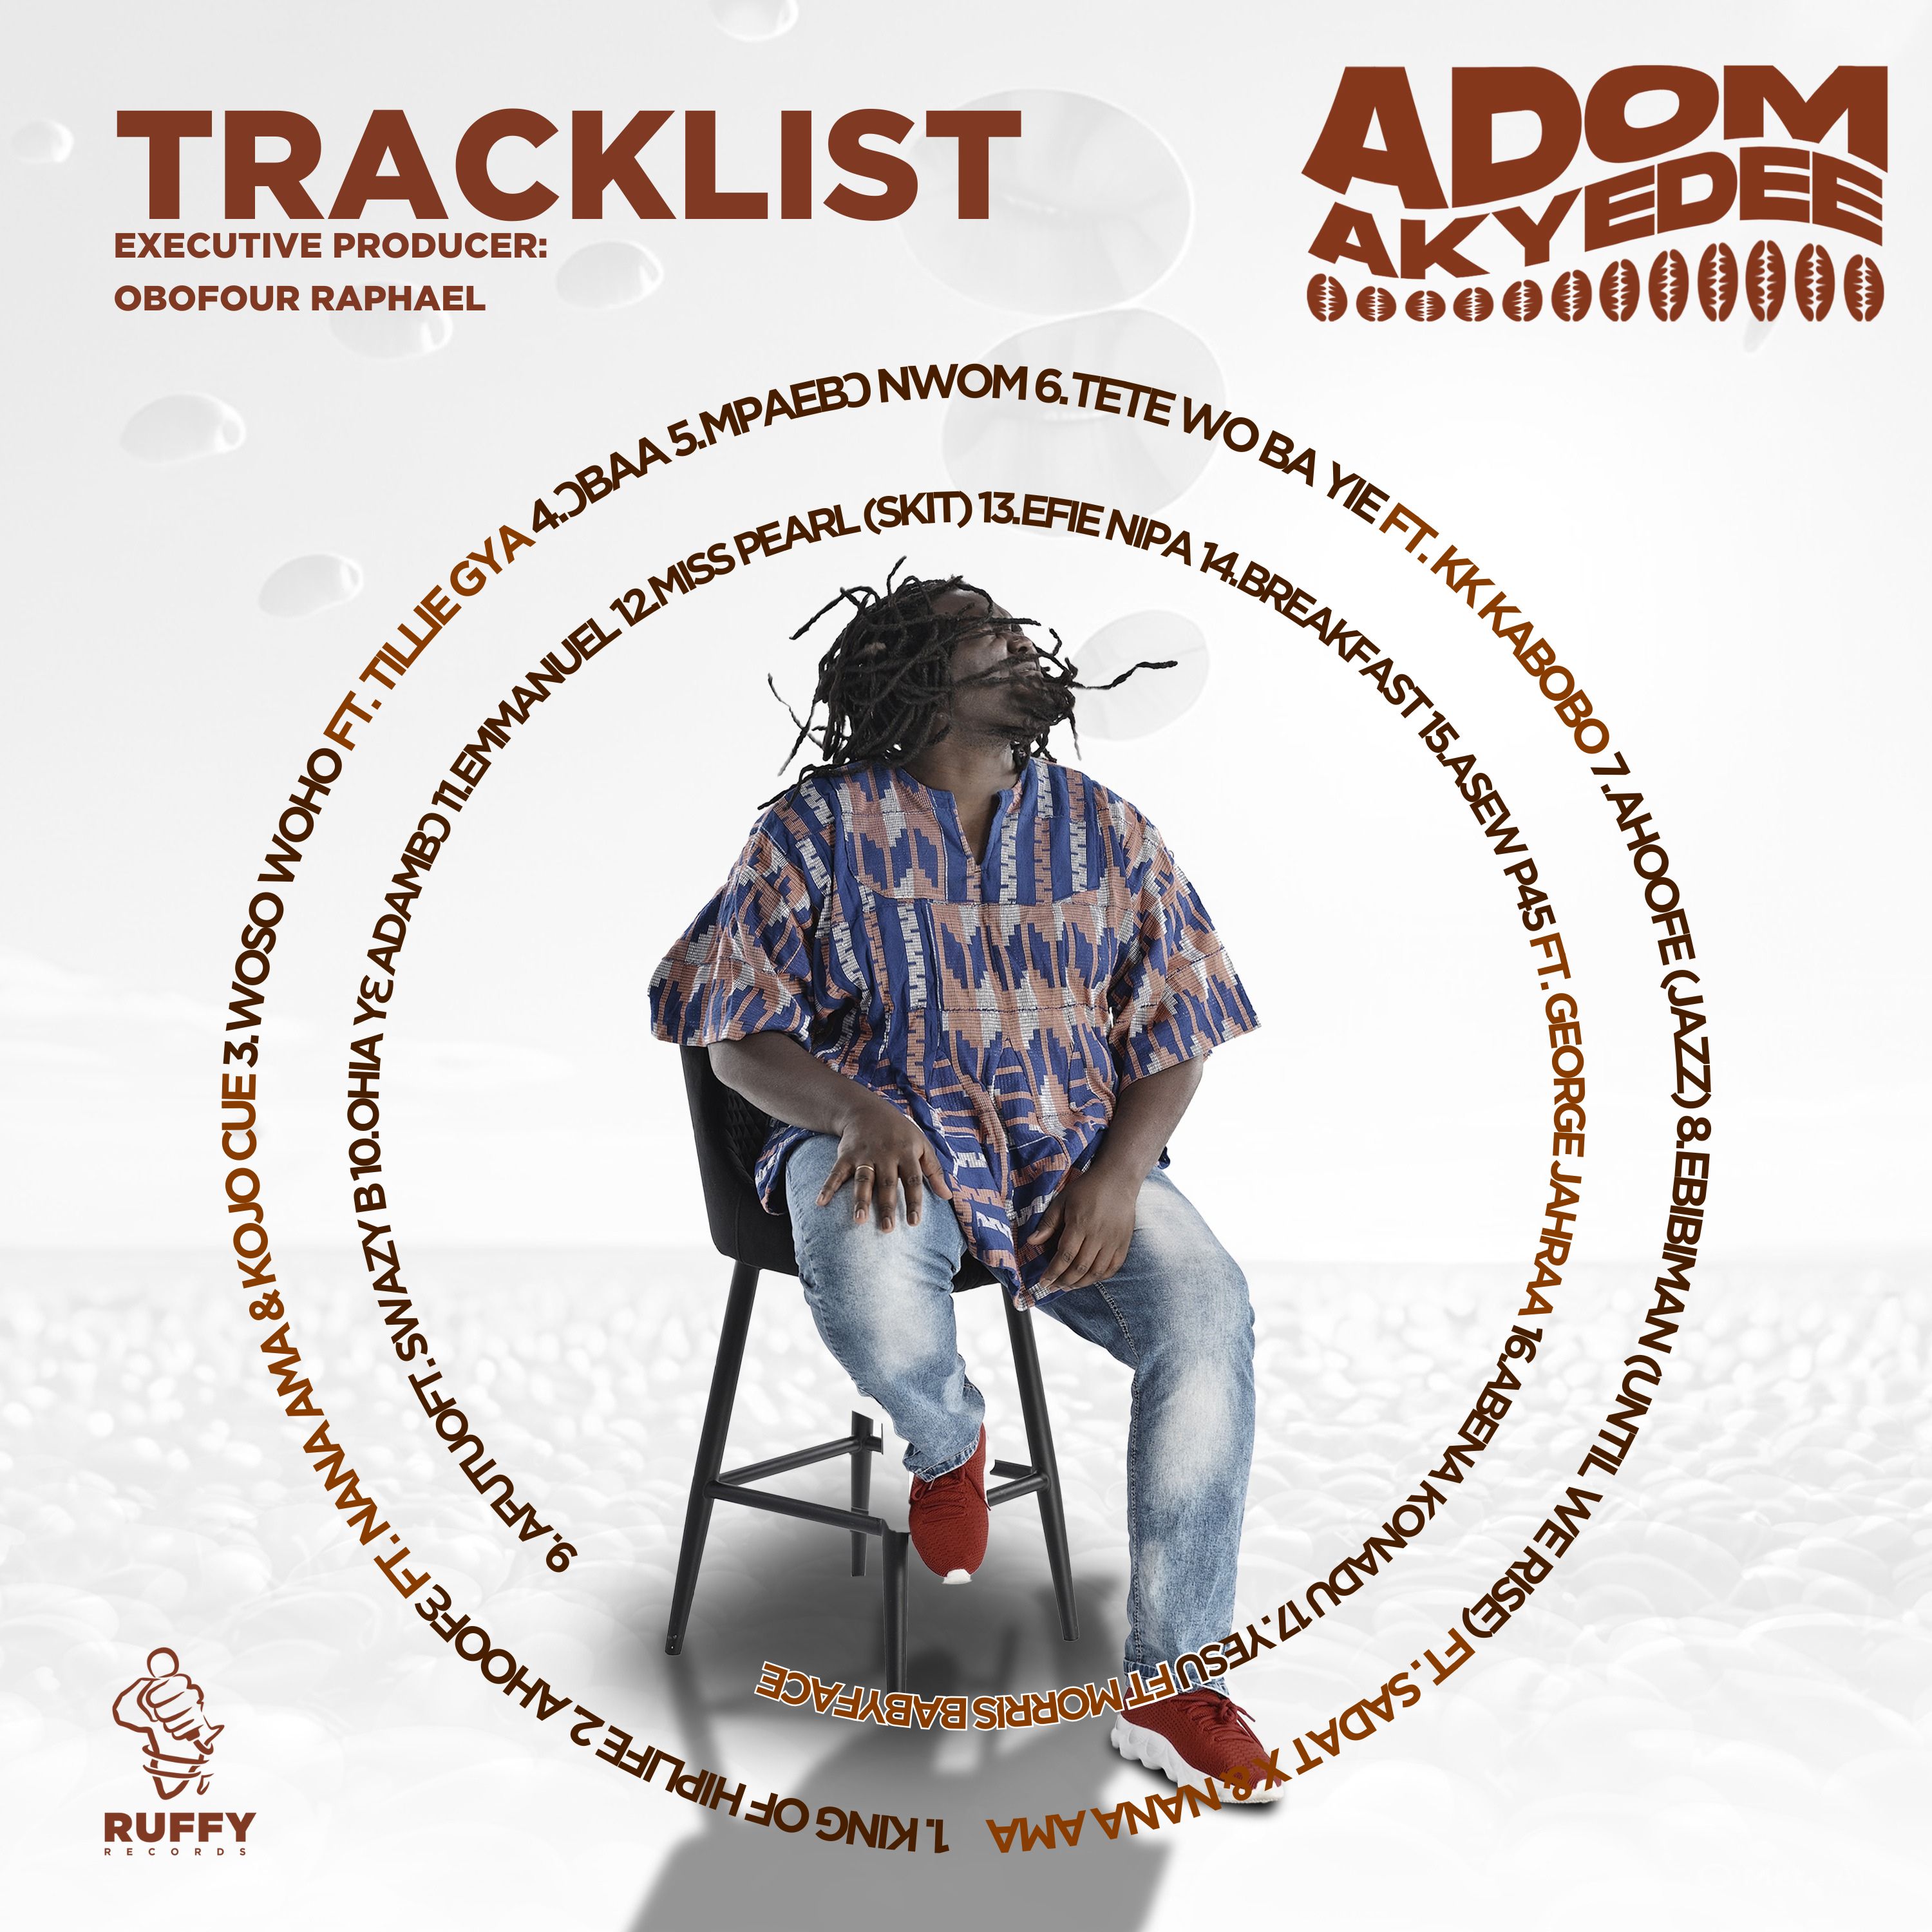 TRACKLIST
EXECUTIVE PRODUCER:
OBOFOUR RAPHAEL
ADOM
AKYEDEE
1. KING OF HIPLIFE 2. AHOOFƐ FT. NANA AMA & KOJO CUE 3.WOSO WOHO FT. TILLIE GYA 4.ƆBAA 5.MPAEBƆ NWOM 6.TETE WO BA YIE FT. KK KABOBO 7.AHOOFE (JAZZ) 8.EBIBIMAN (UNTIL WE RISE) FT. SADAT X & NANA AMA
9. AFUTUO FT. SWAZY B 10.OHIA YƐ ADAMBƆ 11.EMMANUEL 12.MISS PEARL (SKIT) 13.EFIE NIPA 14.BREAKFAST 15.ASEW P45 FT. GEORGE JAHRAA 16.ABENA KONADU 17.YESU FT MORRIS BABYFACE
RUFFY
RECORDS